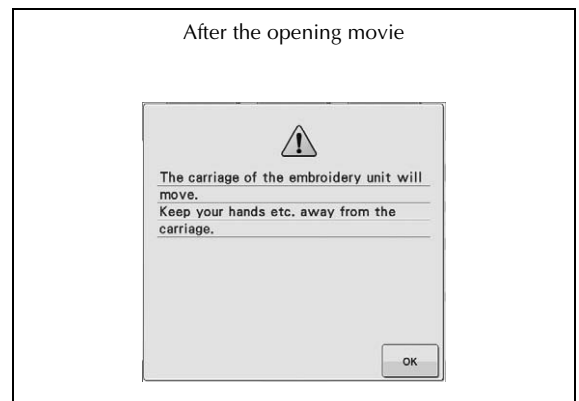 After the opening movie
The carriage of the embroidery unit will
move.
Keep your hands etc. away from the
carriage.
OK